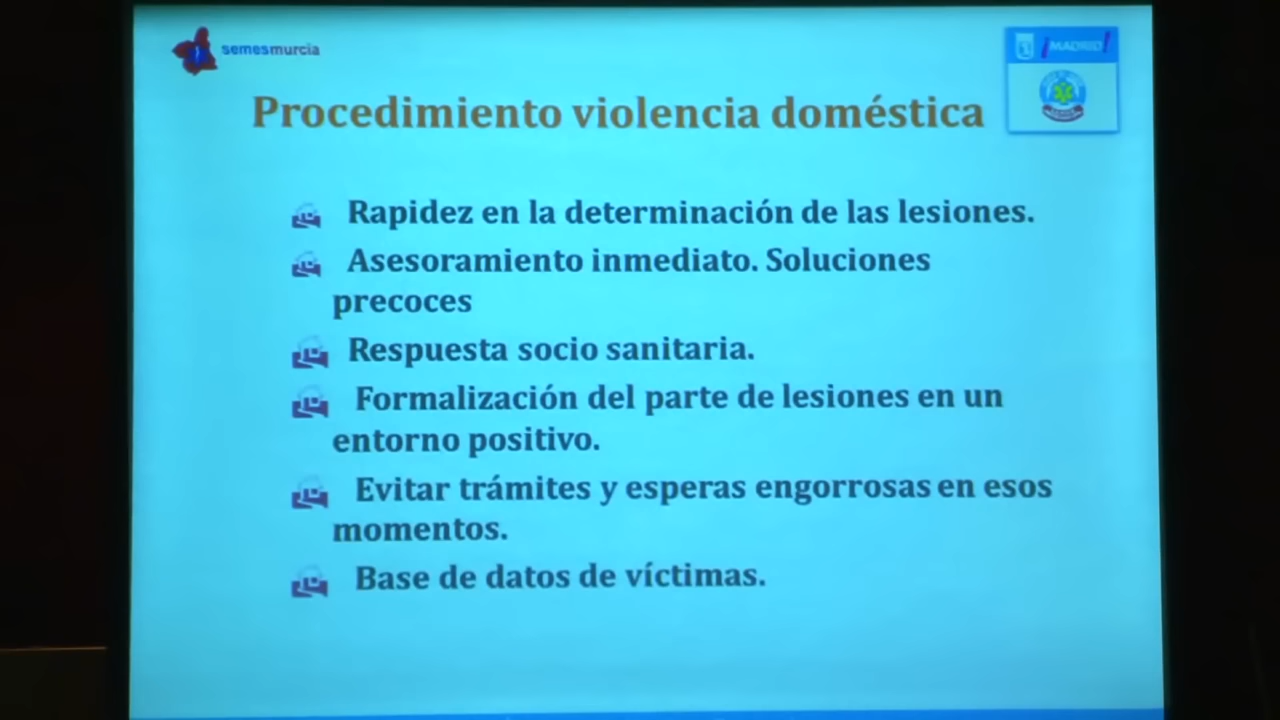 semesmurcia
¡MADRID!
Procedimiento violencia doméstica
Rapidez en la determinación de las lesiones.
Asesoramiento inmediato. Soluciones
precoces
Respuesta socio sanitaria.
Formalización del parte de lesiones en un
entorno positivo.
Evitar trámites y esperas engorrosas en esos
momentos.
Base de datos de víctimas.